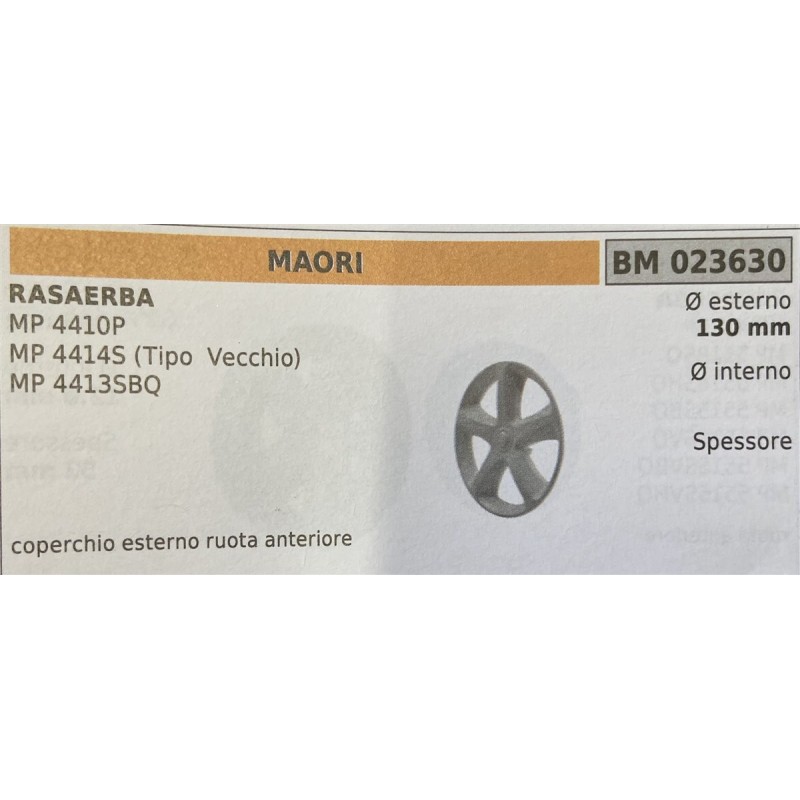 MAORI
BM 023630
RASAERBA
MP 4410P
MP 4414S (Tipo Vecchio)
MP 4413SBQ
Ø esterno
130 mm
Ø interno
Spessore
coperchio esterno ruota anteriore